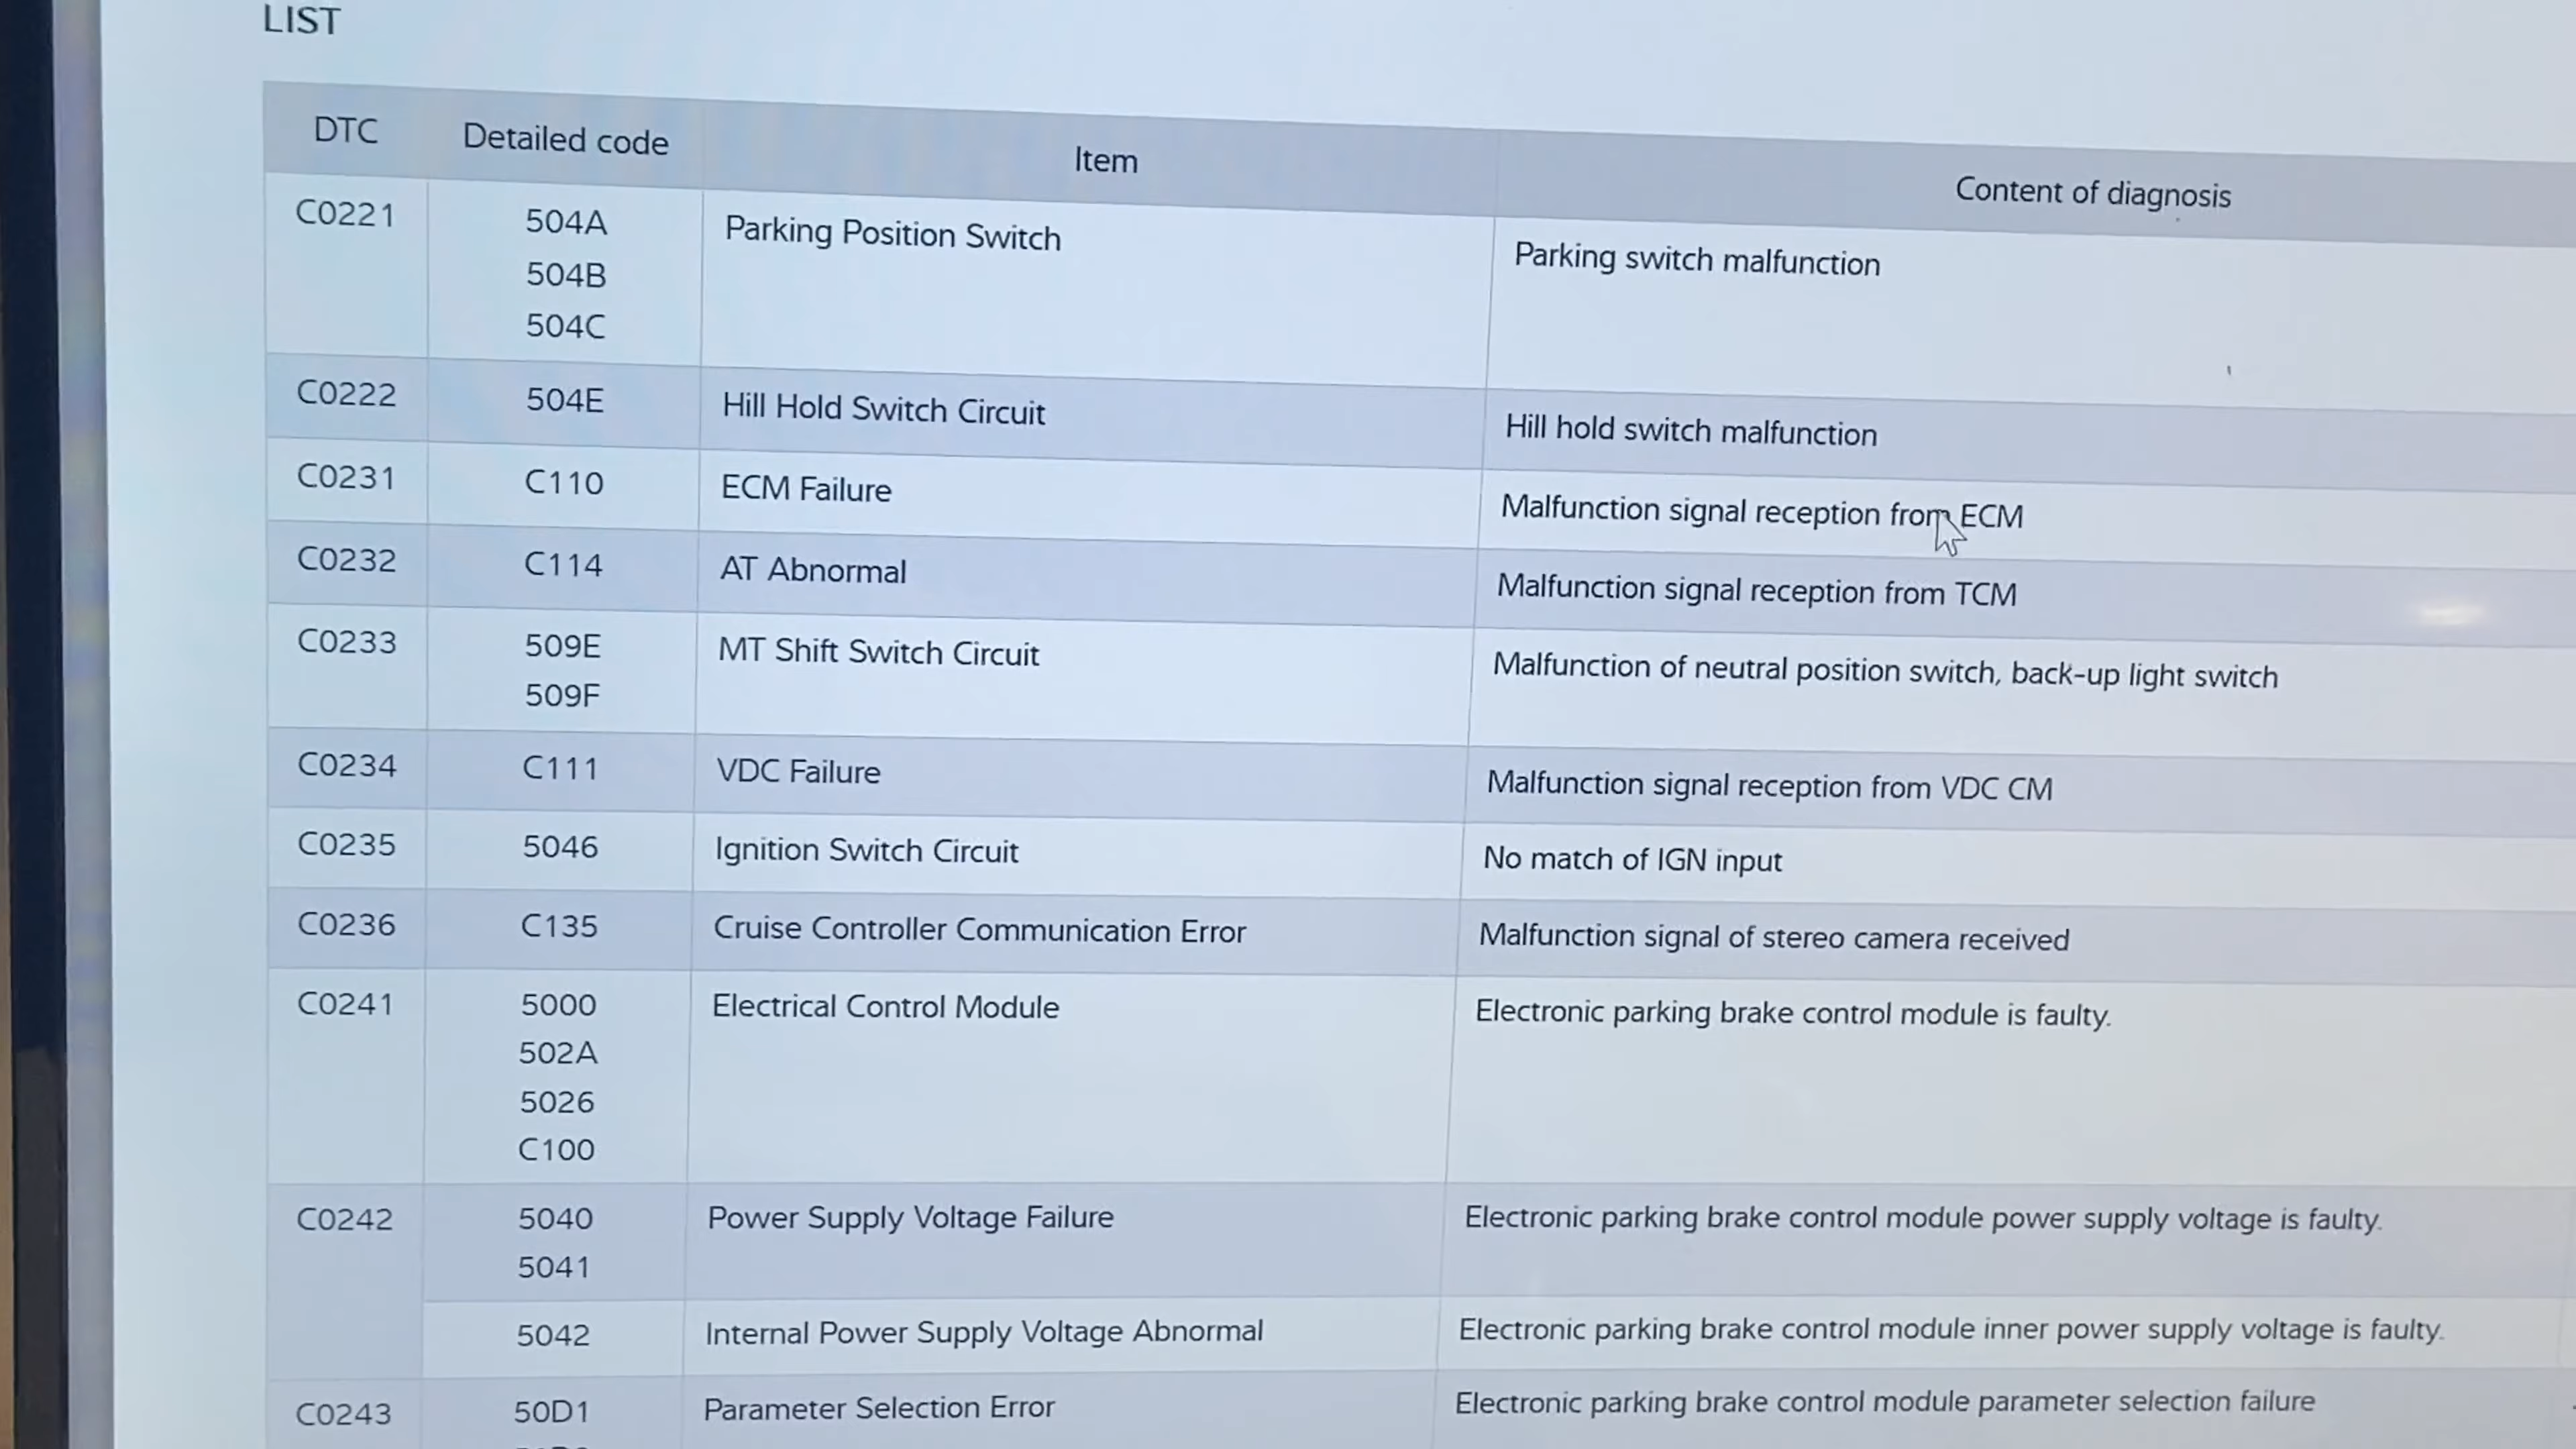 LIST
DTC Detailed code Item Content of diagnosis
C0221 504A Parking Position Switch Parking switch malfunction
504B
504C
C0222 504E Hill Hold Switch Circuit Hill hold switch malfunction
C0231 C110 ECM Failure Malfunction signal reception from ECM
C0232 C114 AT Abnormal Malfunction signal reception from TCM
C0233 509E MT Shift Switch Circuit Malfunction of neutral position switch, back-up light switch
509F
C0234 C111 VDC Failure Malfunction signal reception from VDC CM
C0235 5046 Ignition Switch Circuit No match of IGN input
C0236 C135 Cruise Controller Communication Error Malfunction signal of stereo camera received
C0241 5000 Electrical Control Module Electronic parking brake control module is faulty.
502A
5026
C100
C0242 5040 Power Supply Voltage Failure Electronic parking brake control module power supply voltage is faulty.
5041
5042 Internal Power Supply Voltage Abnormal Electronic parking brake control module inner power supply voltage is faulty.
C0243 50D1 Parameter Selection Error Electronic parking brake control module parameter selection failure